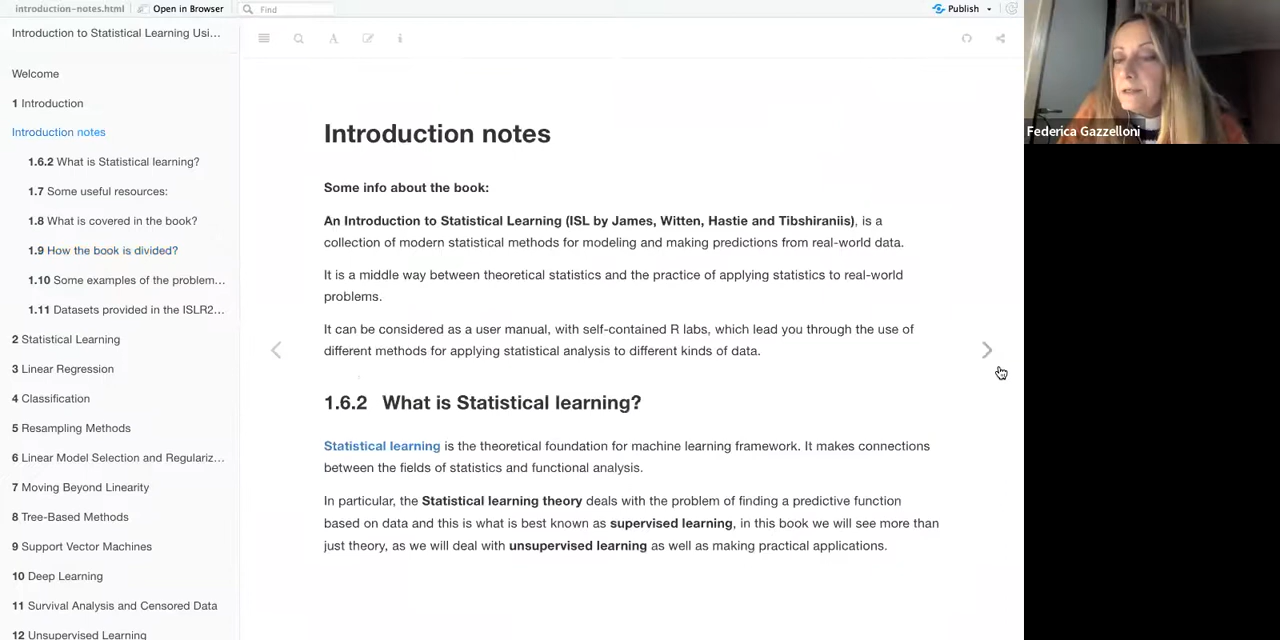 introduction-notes.html Open in Browser Find Publish
Introduction to Statistical Learning Usi...
Welcome
1 Introduction
Introduction notes
1.6.2 What is Statistical learning?
1.7 Some useful resources:
1.8 What is covered in the book?
1.9 How the book is divided?
1.10 Some examples of the problem...
1.11 Datasets provided in the ISLR2...
2 Statistical Learning
3 Linear Regression
4 Classification
5 Resampling Methods
6 Linear Model Selection and Regulariz...
7 Moving Beyond Linearity
8 Tree-Based Methods
9 Support Vector Machines
10 Deep Learning
11 Survival Analysis and Censored Data
12 Unsupervised Learning
Introduction notes
Some info about the book:
An Introduction to Statistical Learning (ISL by James, Witten, Hastie and Tibshiraniis), is a
collection of modern statistical methods for modeling and making predictions from real-world data.
It is a middle way between theoretical statistics and the practice of applying statistics to real-world
problems.
It can be considered as a user manual, with self-contained R labs, which lead you through the use of
different methods for applying statistical analysis to different kinds of data.
1.6.2 What is Statistical learning?
Statistical learning is the theoretical foundation for machine learning framework. It makes connections
between the fields of statistics and functional analysis.
In particular, the Statistical learning theory deals with the problem of finding a predictive function
based on data and this is what is best known as supervised learning, in this book we will see more than
just theory, as we will deal with unsupervised learning as well as making practical applications.
Federica Gazzelloni